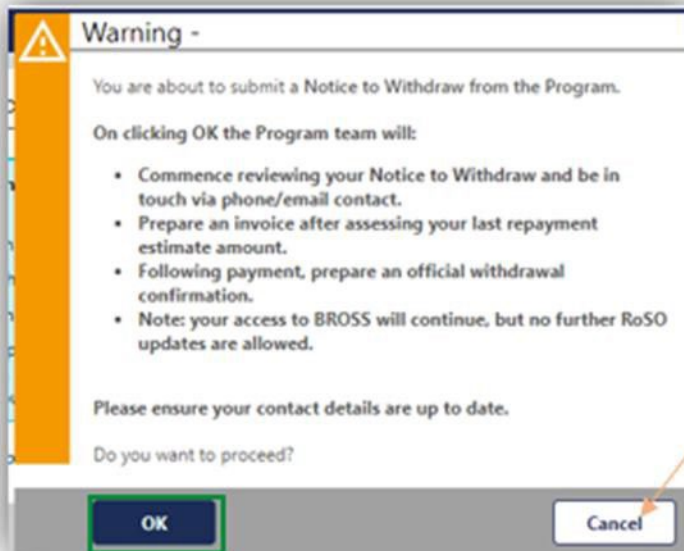 Warning -
You are about to submit a Notice to Withdraw from the Program.
On clicking OK the Program team will:
• Commence reviewing your Notice to Withdraw and be in
touch via phone/email contact.
• Prepare an invoice after assessing your last repayment
estimate amount.
• Following payment, prepare an official withdrawal
confirmation.
• Note: your access to BROSS will continue, but no further RoSO
updates are allowed.
Please ensure your contact details are up to date.
Do you want to proceed?
OK
Cancel